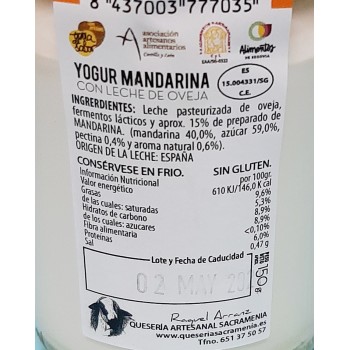 8 437003 777035
asociación
artesanos
alimentarios
Castilla y León
Alimentos
DE SEGOVIA
ES
15.004331/SG
C.E.
YOGUR MANDARINA
CON LECHE DE OVEJA
INGREDIENTES: Leche pasteurizada de oveja,
fermentos lácticos y aprox. 15% de preparado de
MANDARINA. (mandarina 40,0%, azúcar 59,0%,
pectina 0,4% y aroma natural 0,6%).
ORIGEN DE LA LECHE: ESPAÑA
CONSÉRVESE EN FRIO. SIN GLUTEN.
Información Nutricional por 100gr.
Valor energético 610 KJ/146,0 K cal
Grasas 9,6%
de las cuales: saturadas 5,3%
Hidratos de carbono 8,9%
de los cuales: azucares 8,9%
Fibra alimentaria <0,10%
Proteínas 6,0%
Sal 0,47 g
Lote y Fecha de Caducidad
02 MAY 20
PESO NETO 150 g
Raquel Arranz
QUESERÍA ARTESANAL SACRAMENIA
www.queseriasacramenia.es
Tfno. 651 37 50 57